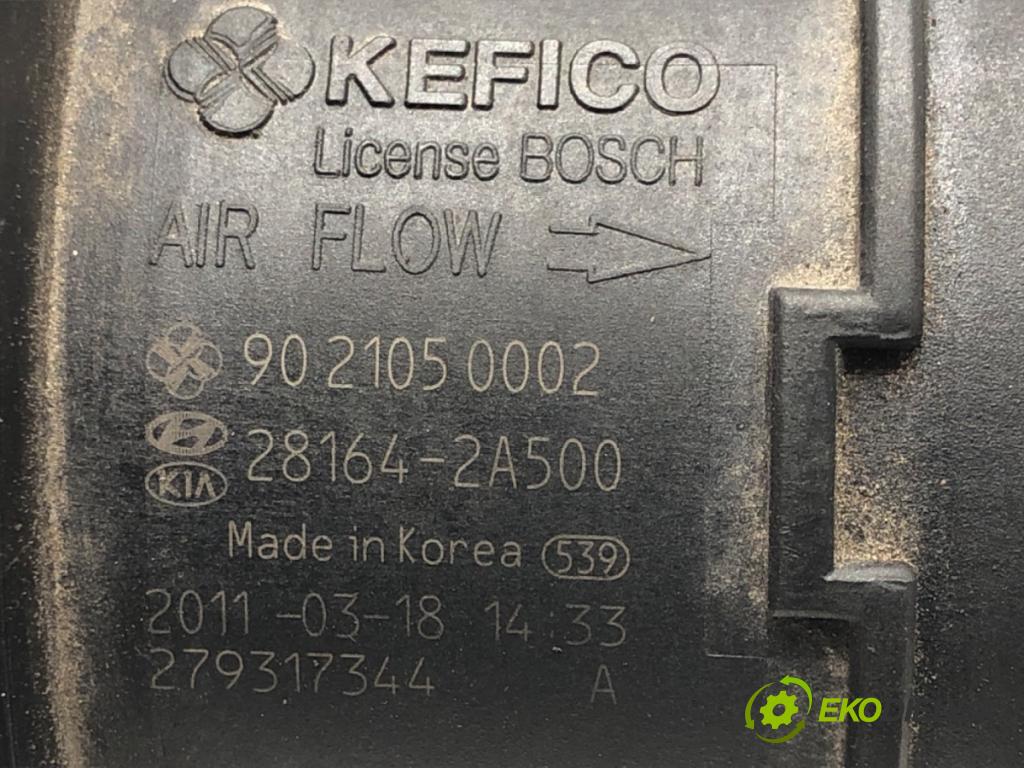 KEFICO
License BOSCH
AIR FLOW
90 2105 0002
28164-2A500
KIA
Made in Korea 539
2011-03-18 14:33
279317344 A
EKO